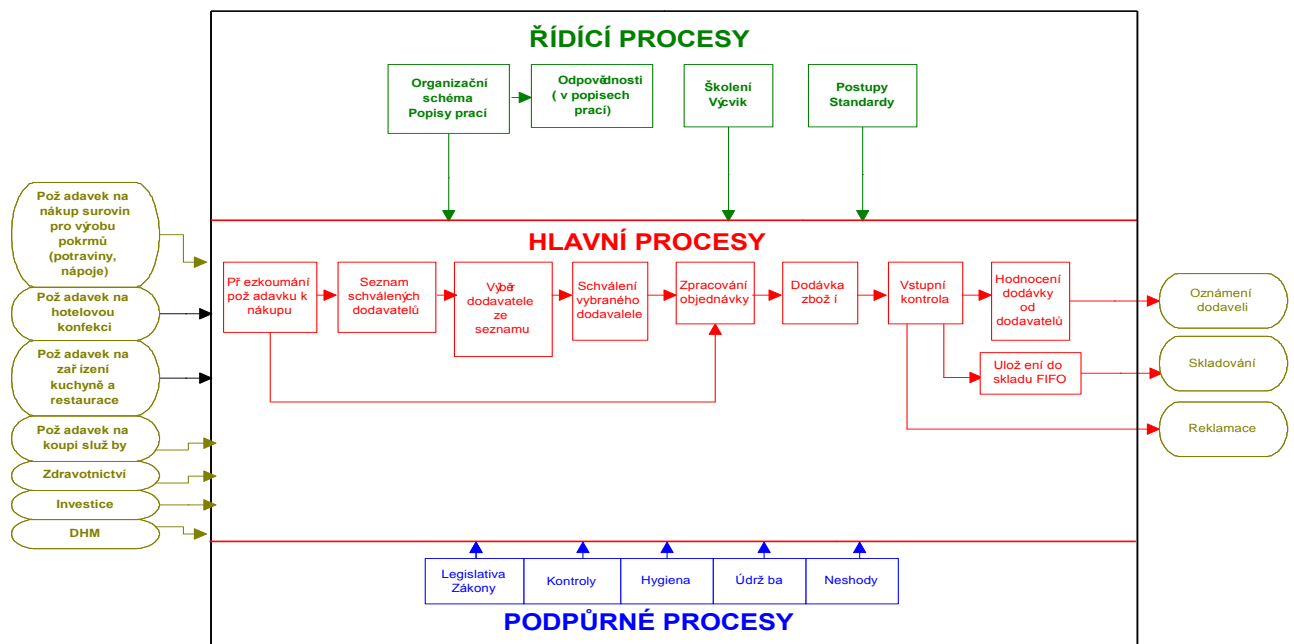 ŘÍDÍCÍ PROCESY
Organizační
schéma
Popisy prací
Odpovědnosti
( v popisech
prací)
Školení
Výcvik
Postupy
Standardy
Pož adavek na
nákup surovin
pro výrobu
pokrmů
(potraviny,
nápoje)
Pož adavek na
hotelovou
konfekci
Pož adavek na
zař ízení
kuchyně a
restaurace
Pož adavek na
koupi služ by
Zdravotnictví
Investice
DHM
HLAVNÍ PROCESY
Př ezkoumání
pož adavku k
nákupu
Seznam
schválených
dodavatelů
Výběr
dodavatele
ze
seznamu
Schválení
vybraného
dodavalele
Zpracování
objednávky
Dodávka
zbož í
Vstupní
kontrola
Hodnocení
dodávky
od
dodavatelů
Ulož ení do
skladu FIFO
Oznámení
dodaveli
Skladování
Reklamace
Legislativa
Zákony
Kontroly
Hygiena
Údrž ba
Neshody
PODPŮRNÉ PROCESY